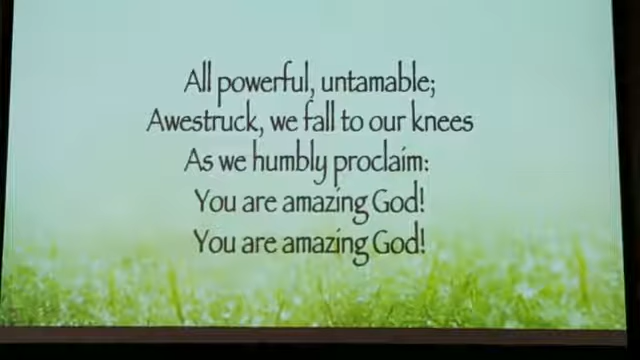 All powerful, untamable;
Awestruck, we fall to our knees
As we humbly proclaim:
You are amazing God!
You are amazing God!